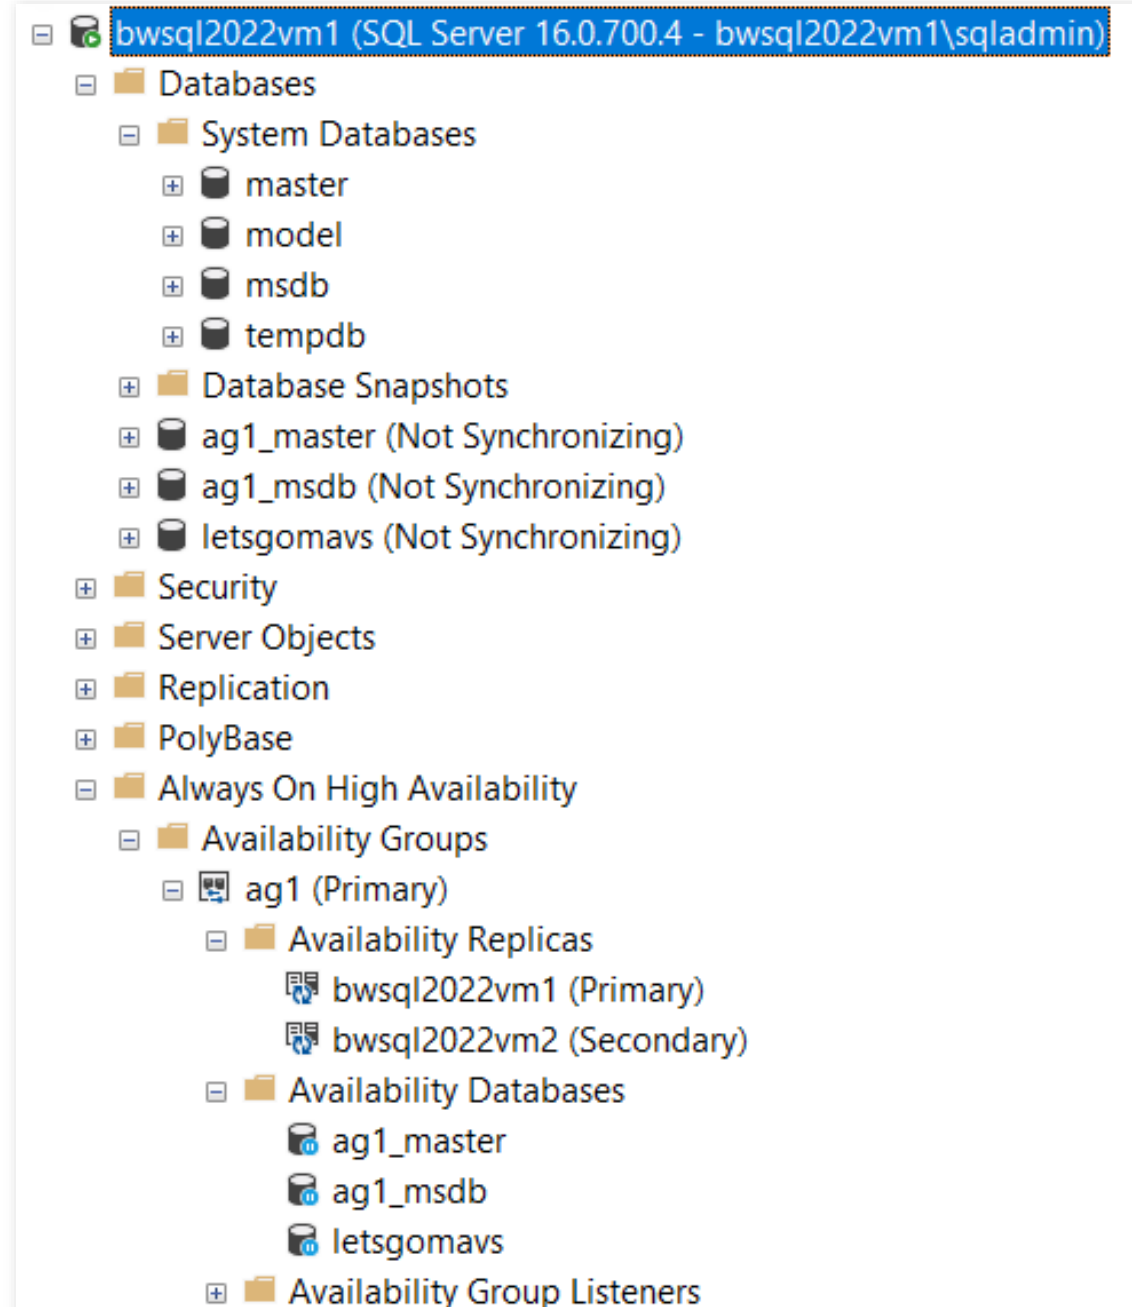 bwsql2022vm1 (SQL Server 16.0.700.4 - bwsql2022vm1\sqladmin)
Databases
System Databases
master
model
msdb
tempdb
Database Snapshots
ag1_master (Not Synchronizing)
ag1_msdb (Not Synchronizing)
letsgomavs (Not Synchronizing)
Security
Server Objects
Replication
PolyBase
Always On High Availability
Availability Groups
ag1 (Primary)
Availability Replicas
bwsql2022vm1 (Primary)
bwsql2022vm2 (Secondary)
Availability Databases
ag1_master
ag1_msdb
letsgomavs
Availability Group Listeners